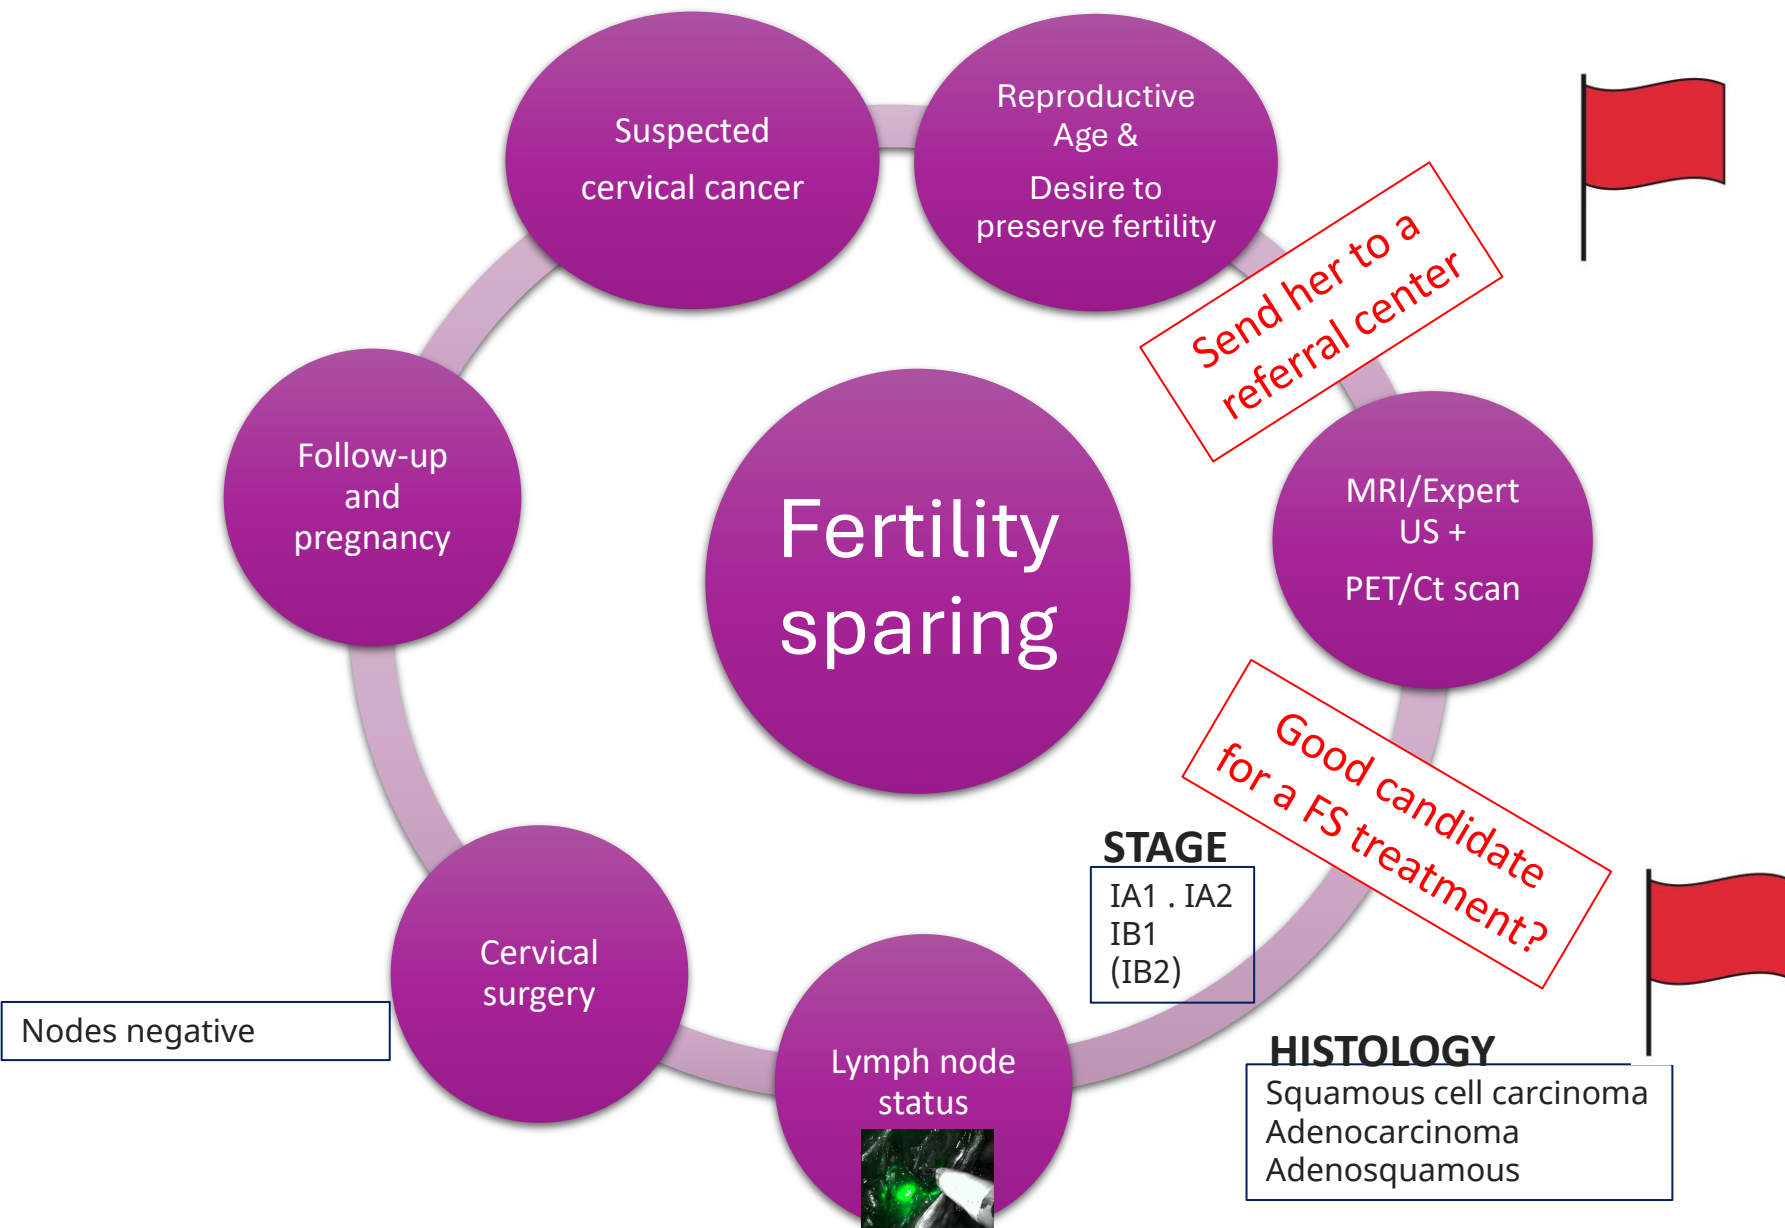 Suspected
cervical cancer
Reproductive
Age &
Desire to
preserve fertility
Send her to a
referral center
MRI/Expert
US +
PET/Ct scan
Good candidate
for a FS treatment?
STAGE
IA1 . IA2
IB1
(IB2)
HISTOLOGY
Squamous cell carcinoma
Adenocarcinoma
Adenosquamous
Lymph node
status
Cervical
surgery
Nodes negative
Follow-up
and
pregnancy
Fertility
sparing